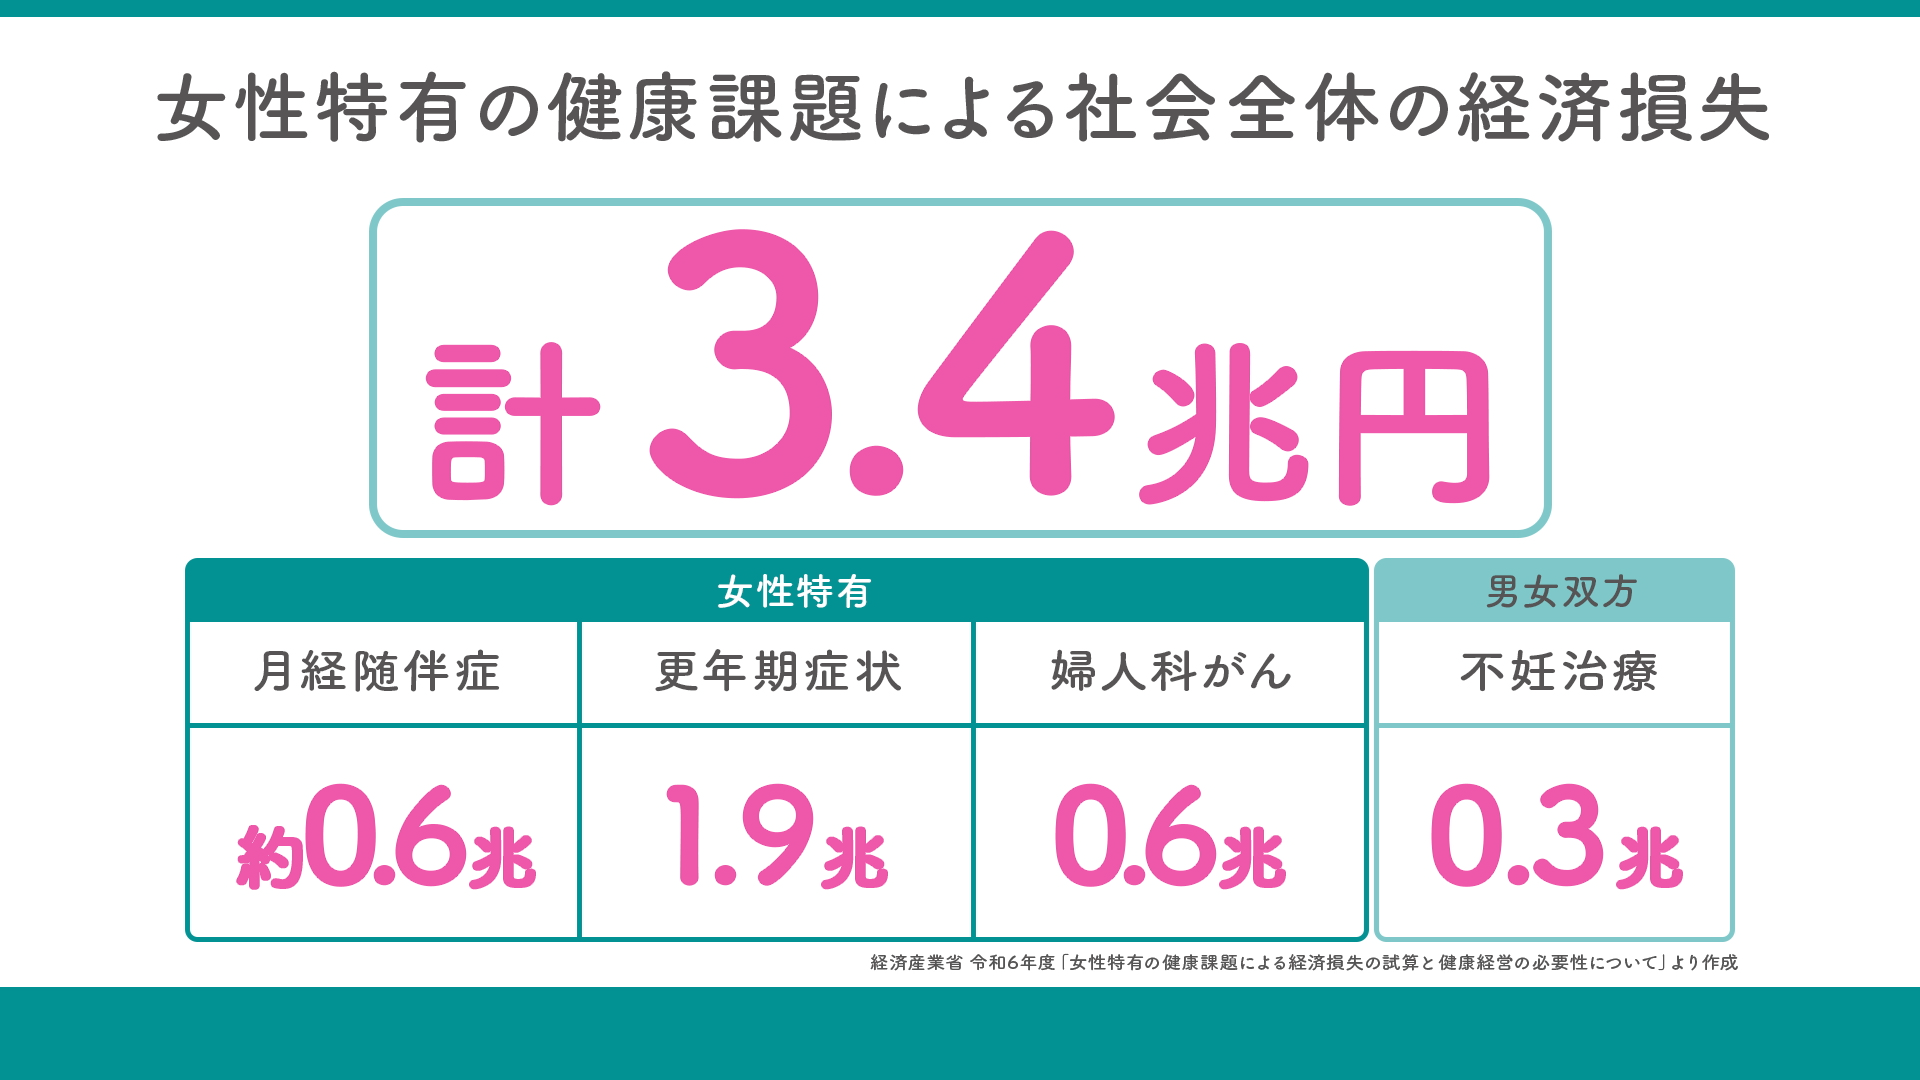 女性特有の健康課題による社会全体の経済損失
計3.4兆円
女性特有 男女双方
月経随伴症 更年期症状 婦人科がん 不妊治療
約0.6兆 1.9兆 0.6兆 0.3兆
経済産業省 令和6年度「女性特有の健康課題による経済損失の試算と健康経営の必要性について」より作成